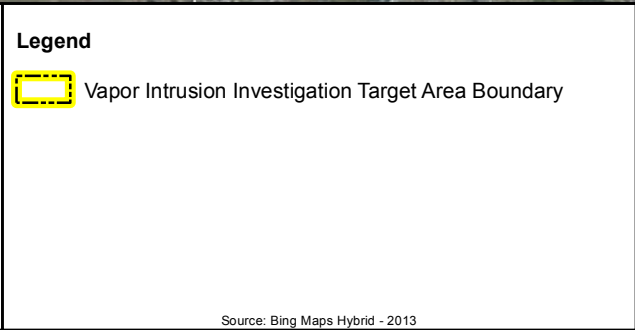 Legend
Vapor Intrusion Investigation Target Area Boundary
Source: Bing Maps Hybrid - 2013